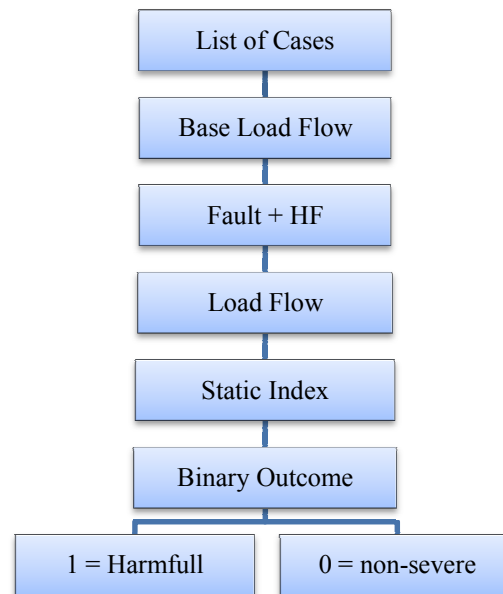 List of Cases
Base Load Flow
Fault + HF
Load Flow
Static Index
Binary Outcome
1 = Harmfull
0 = non-severe